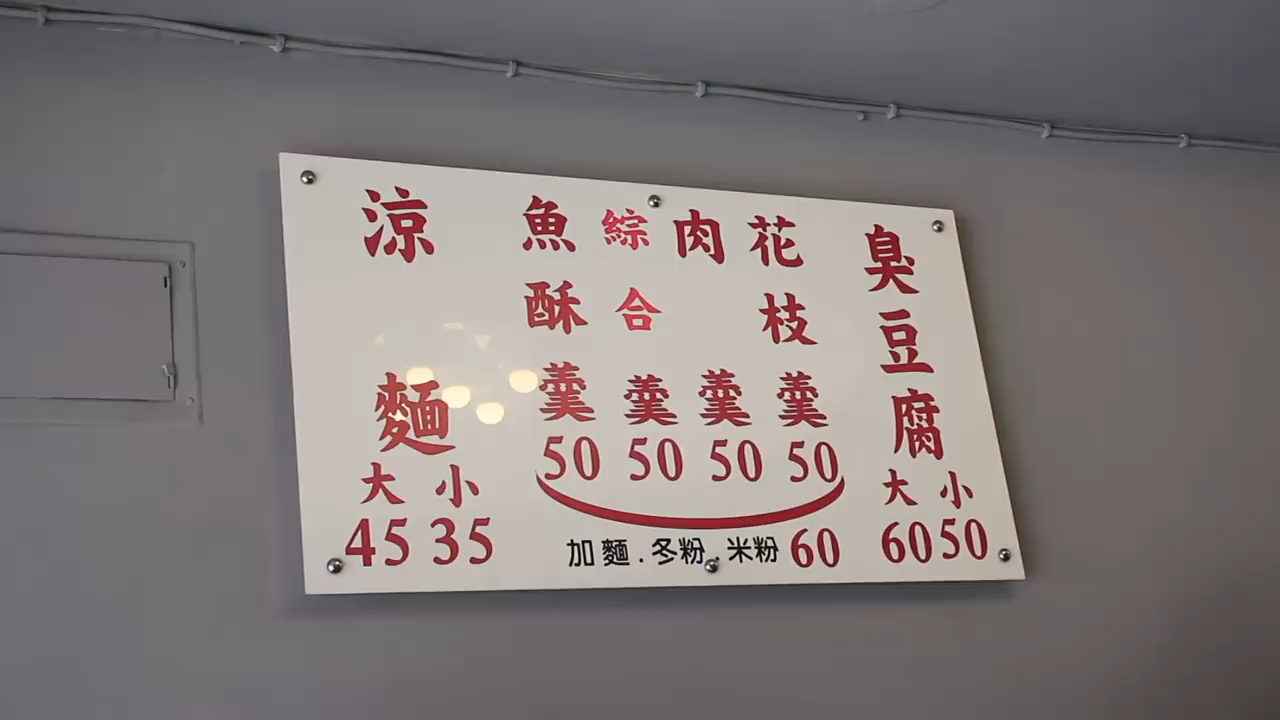 涼麵
大 小
45 35
魚酥羹 50
綜合羹 50
肉羹 50
花枝羹 50
加麵.冬粉.米粉 60
臭豆腐
大 小
60 50